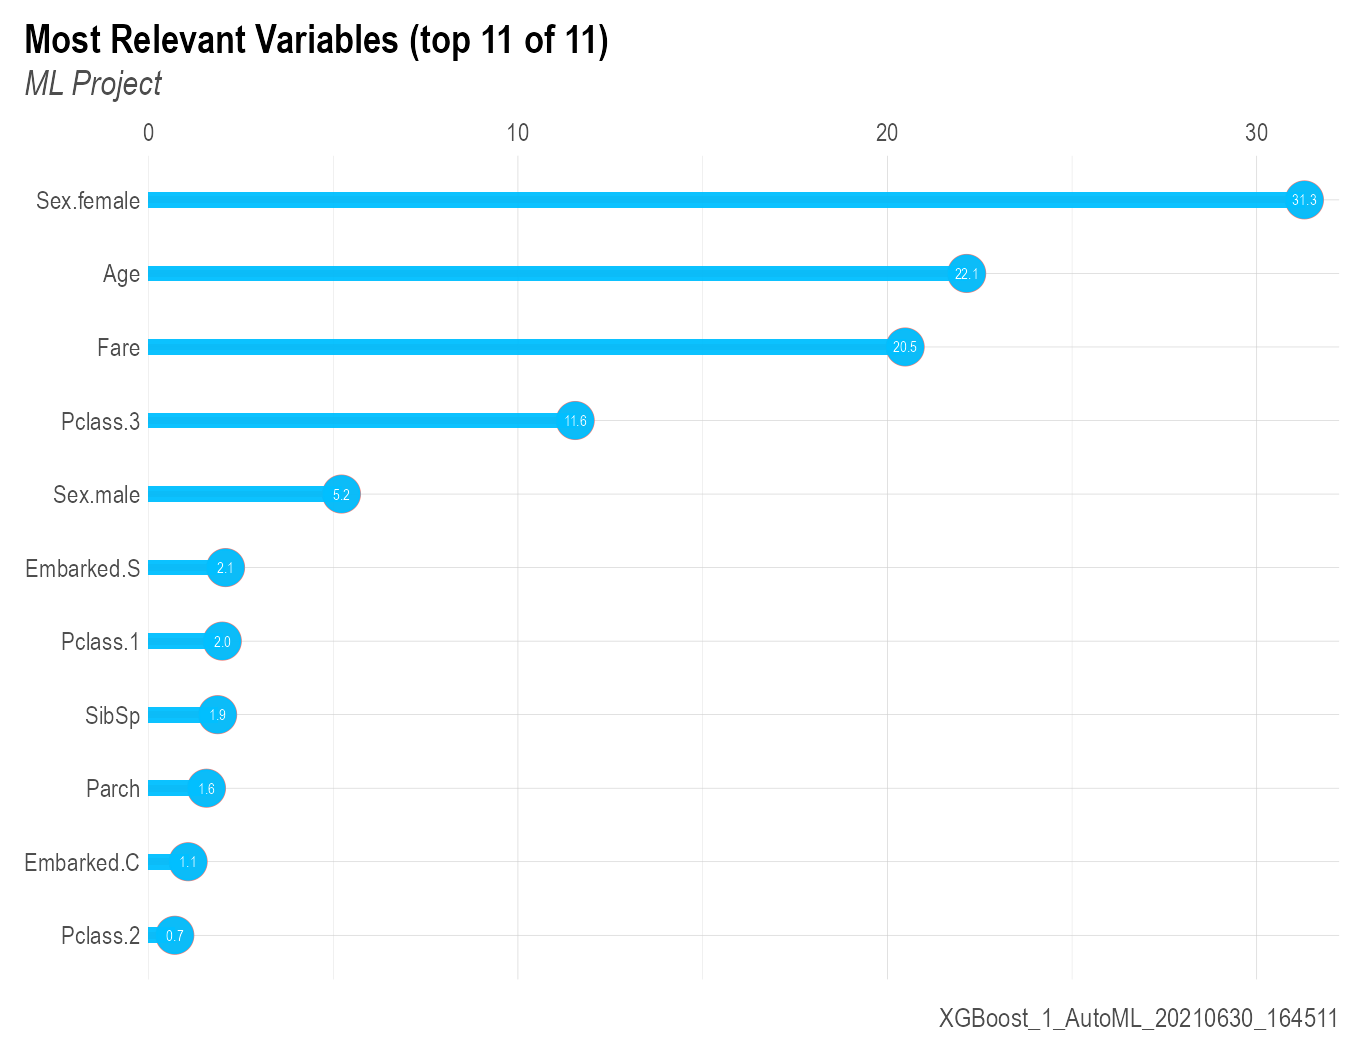 Most Relevant Variables (top 11 of 11)
ML Project
0 10 20 30
Sex.female 31.3
Age 22.1
Fare 20.5
Pclass.3 11.6
Sex.male 5.2
Embarked.S 2.1
Pclass.1 2.0
SibSp 1.9
Parch 1.6
Embarked.C 1.1
Pclass.2 0.7
XGBoost_1_AutoML_20210630_164511